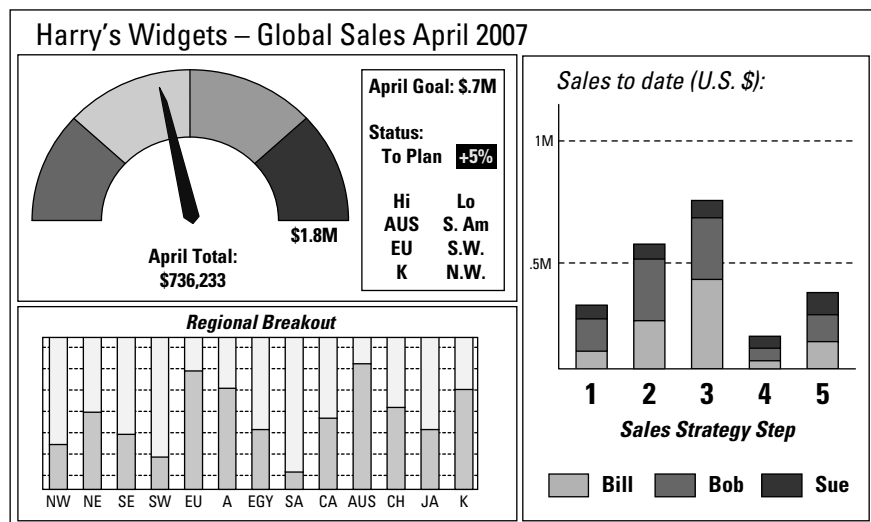 Harry's Widgets – Global Sales April 2007
$1.8M
April Total:
$736,233
April Goal: $.7M
Status:
To Plan +5%
Hi Lo
AUS S. Am
EU S.W.
K N.W.
Regional Breakout
NW NE SE SW EU A EGY SA CA AUS CH JA K
Sales to date (U.S. $):
1M
.5M
1 2 3 4 5
Sales Strategy Step
Bill Bob Sue